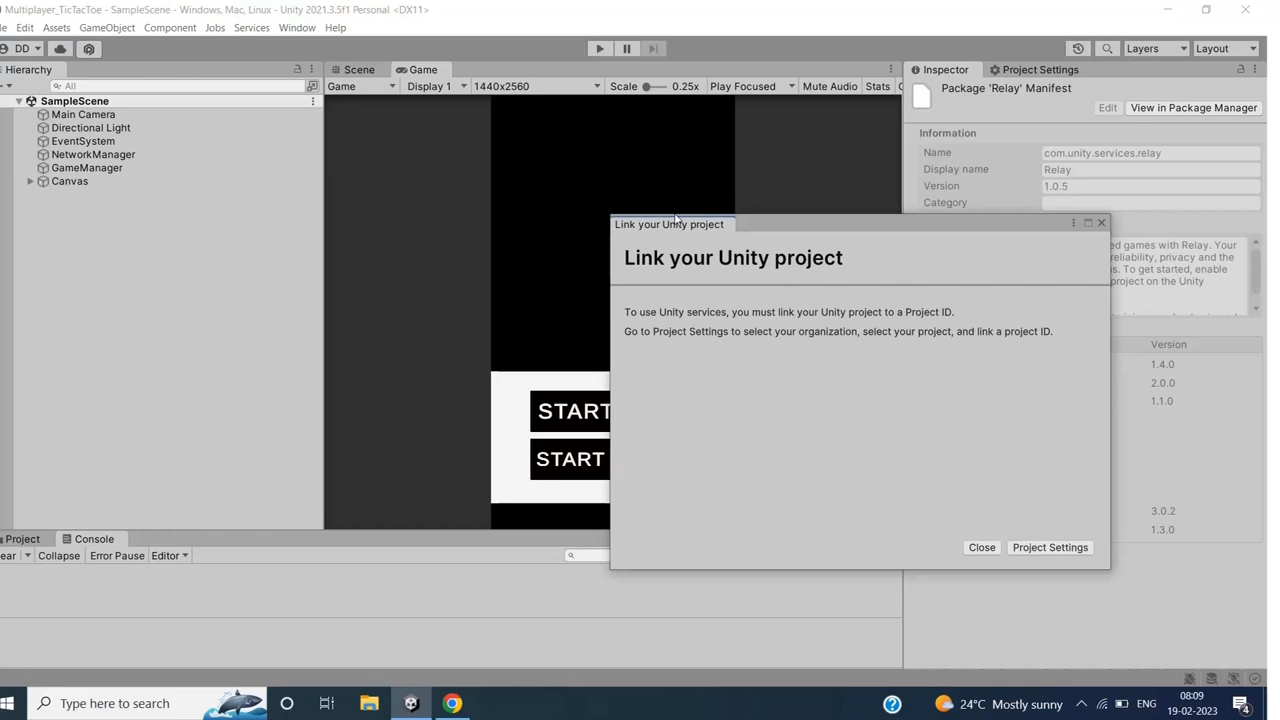 Multiplayer_TicTacToe - SampleScene - Windows, Mac, Linux - Unity 2021.3.5f1 Personal <DX11>
Edit Assets GameObject Component Jobs Services Window Help
DD Layers Layout
Hierarchy
All
SampleScene
Main Camera
Directional Light
EventSystem
NetworkManager
GameManager
Canvas
Scene Game
Game Display 1 1440x2560 Scale 0.25x Play Focused Mute Audio Stats
START
START
Inspector Project Settings
Package 'Relay' Manifest
Edit View in Package Manager
Information
Name com.unity.services.relay
Display name Relay
Version 1.0.5
Category
ed games with Relay. Your
reliability, privacy and the
s. To get started, enable
project on the Unity
Version
1.4.0
2.0.0
1.1.0
3.0.2
1.3.0
Link your Unity project
Link your Unity project
To use Unity services, you must link your Unity project to a Project ID.
Go to Project Settings to select your organization, select your project, and link a project ID.
Close Project Settings
Project Console
ear Collapse Error Pause Editor
Type here to search
24°C Mostly sunny
ENG
08:09
19-02-2023
4